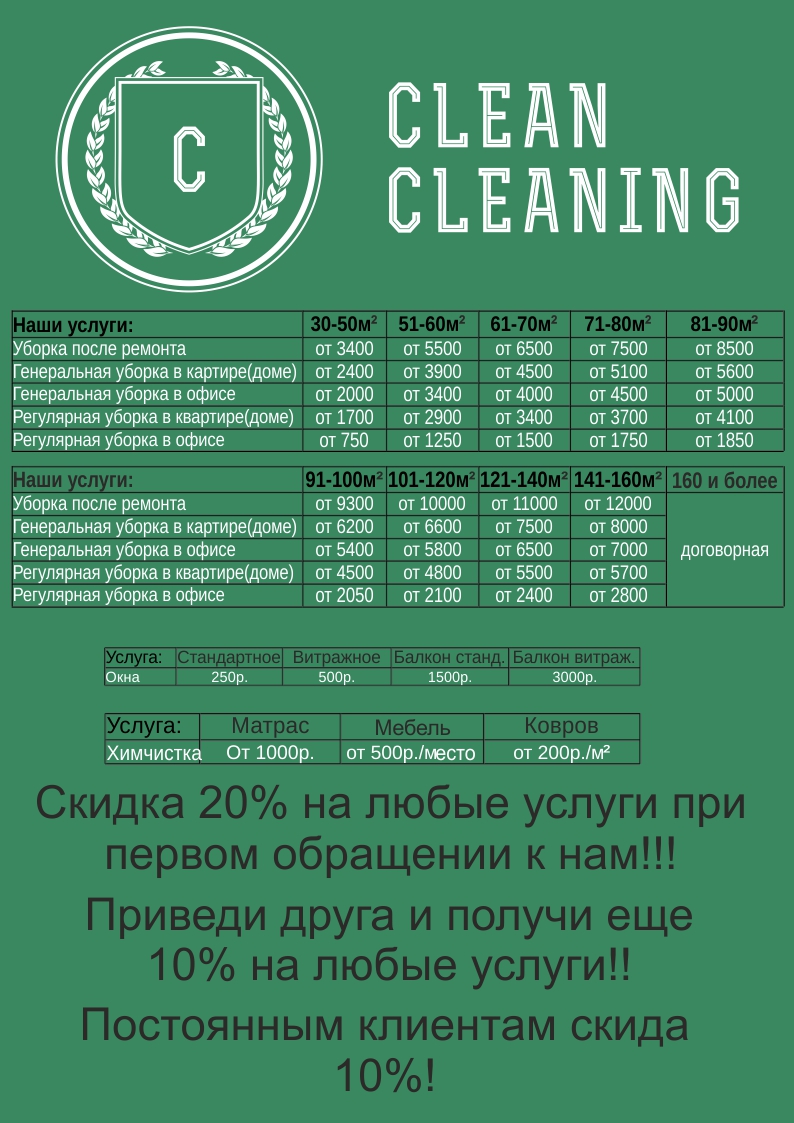 C
CLEAN
CLEANING
Наши услуги: 30-50м² 51-60м² 61-70м² 71-80м² 81-90м²
Уборка после ремонта от 3400 от 5500 от 6500 от 7500 от 8500
Генеральная уборка в картире(доме) от 2400 от 3900 от 4500 от 5100 от 5600
Генеральная уборка в офисе от 2000 от 3400 от 4000 от 4500 от 5000
Регулярная уборка в квартире(доме) от 1700 от 2900 от 3400 от 3700 от 4100
Регулярная уборка в офисе от 750 от 1250 от 1500 от 1750 от 1850
Наши услуги: 91-100м² 101-120м² 121-140м² 141-160м² 160 и более
Уборка после ремонта от 9300 от 10000 от 11000 от 12000
Генеральная уборка в картире(доме) от 6200 от 6600 от 7500 от 8000
Генеральная уборка в офисе от 5400 от 5800 от 6500 от 7000 договорная
Регулярная уборка в квартире(доме) от 4500 от 4800 от 5500 от 5700
Регулярная уборка в офисе от 2050 от 2100 от 2400 от 2800
Услуга: Стандартное Витражное Балкон станд. Балкон витраж.
Окна 250р. 500р. 1500р. 3000р.
Услуга: Матрас Мебель Ковров
Химчистка От 1000р. от 500р./место от 200р./м²
Скидка 20% на любые услуги при
первом обращении к нам!!!
Приведи друга и получи еще
10% на любые услуги!!
Постоянным клиентам скида
10%!